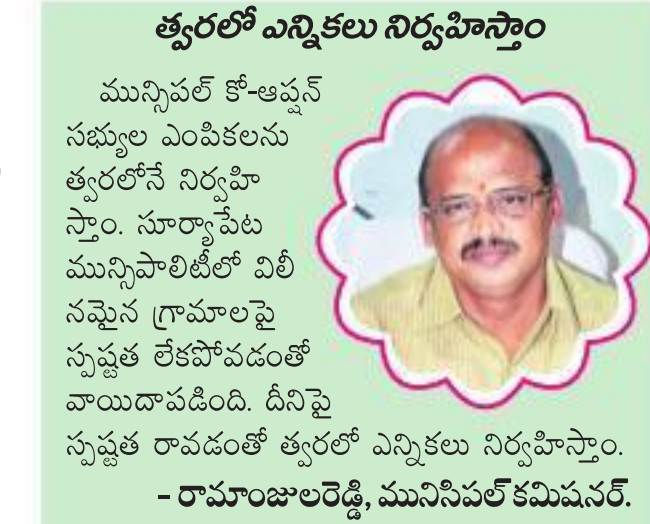 త్వరలో ఎన్నికలు నిర్వహిస్తాం
మున్సిపల్ కో-ఆప్షన్
సభ్యుల ఎంపికలను
త్వరలోనే నిర్వహి
స్తాం. సూర్యాపేట
మున్సిపాలిటీలో విలీ
నమైన గ్రామాలపై
స్పష్టత లేకపోవడంతో
వాయిదాపడింది. దీనిపై
స్పష్టత రావడంతో త్వరలో ఎన్నికలు నిర్వహిస్తాం.
– రామాంజులరెడ్డి, మునిసిపల్ కమిషనర్.